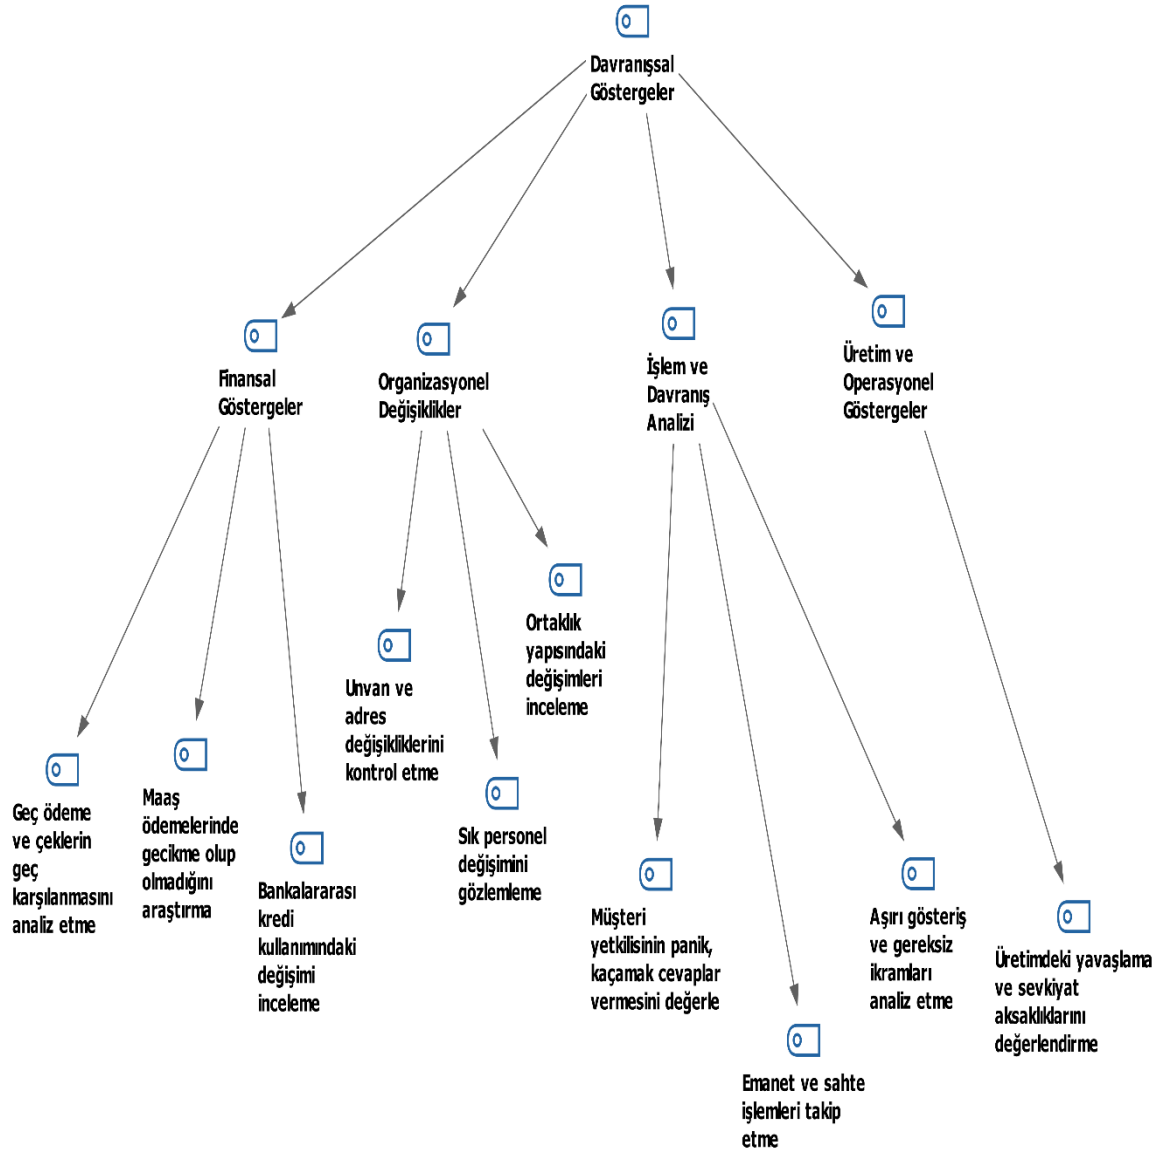 Davranışsal
Göstergeler
Finansal
Göstergeler
Organizasyonel
Değişiklikler
İşlem ve
Davranış
Analizi
Üretim ve
Operasyonel
Göstergeler
Geç ödeme
ve çeklerin
geç
karşılanmasını
analiz etme
Maaş
ödemelerinde
gecikme olup
olmadığını
araştırma
Bankalararası
kredi
kullanımındaki
değişimi
inceleme
Unvan ve
adres
değişikliklerini
kontrol etme
Sık personel
değişimini
gözlemleme
Ortaklık
yapısındaki
değişimleri
inceleme
Müşteri
yetkilisinin panik,
kaçamak cevaplar
vermesini değerle
Emanet ve sahte
işlemleri takip
etme
Aşırı gösteriş
ve gereksiz
ikramları
analiz etme
Üretimdeki yavaşlama
ve sevkiyat
aksaklıklarını
değerlendirme